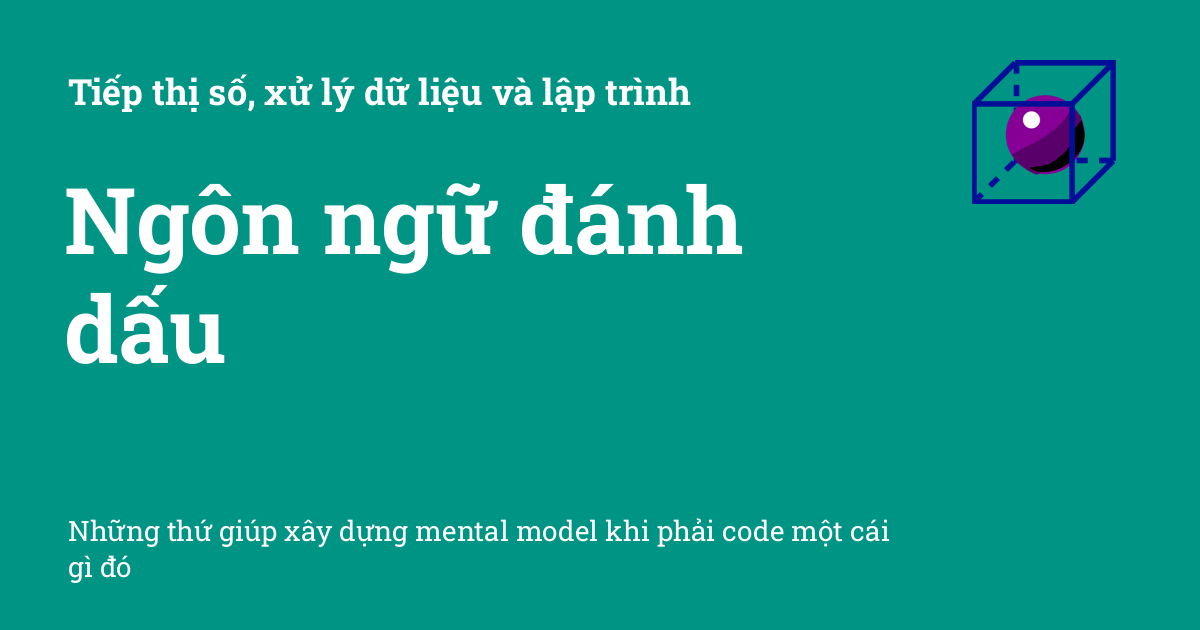 Tiếp thị số, xử lý dữ liệu và lập trình
Ngôn ngữ đánh
dấu
Những thứ giúp xây dựng mental model khi phải code một cái
gì đó